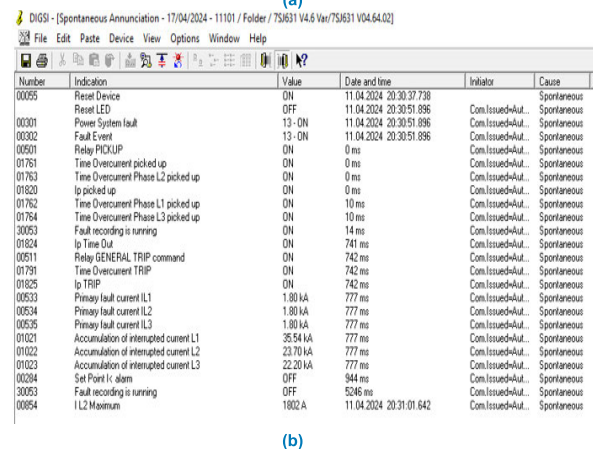 (a)
DIGSI - [Spontaneous Annunciation - 17/04/2024 - 11101 / Folder / 7SJ631 V4.6 Var/7SJ631 V04.64.02]
File Edit Paste Device View Options Window Help
Number Indication Value Date and time Initiator Cause
00055 Reset Device ON 11.04.2024 20:30:37.738 Spontaneous
Reset LED OFF 11.04.2024 20:30:51.896 Com.Issued=Aut... Spontaneous
00301 Power System fault 13 - ON 11.04.2024 20:30:51.896 Com.Issued=Aut... Spontaneous
00302 Fault Event 13 - ON 11.04.2024 20:30:51.896 Com.Issued=Aut... Spontaneous
00501 Relay PICKUP ON 0 ms Com.Issued=Aut... Spontaneous
01761 Time Overcurrent picked up ON 0 ms Com.Issued=Aut... Spontaneous
01763 Time Overcurrent Phase L2 picked up ON 0 ms Com.Issued=Aut... Spontaneous
01820 Ip picked up ON 0 ms Com.Issued=Aut... Spontaneous
01762 Time Overcurrent Phase L1 picked up ON 10 ms Com.Issued=Aut... Spontaneous
01764 Time Overcurrent Phase L3 picked up ON 10 ms Com.Issued=Aut... Spontaneous
30053 Fault recording is running ON 14 ms Com.Issued=Aut... Spontaneous
01824 Ip Time Out ON 741 ms Com.Issued=Aut... Spontaneous
00511 Relay GENERAL TRIP command ON 742 ms Com.Issued=Aut... Spontaneous
01791 Time Overcurrent TRIP ON 742 ms Com.Issued=Aut... Spontaneous
01825 Ip TRIP ON 742 ms Com.Issued=Aut... Spontaneous
00533 Primary fault current IL1 1.80 kA 777 ms Com.Issued=Aut... Spontaneous
00534 Primary fault current IL2 1.80 kA 777 ms Com.Issued=Aut... Spontaneous
00535 Primary fault current IL3 1.80 kA 777 ms Com.Issued=Aut... Spontaneous
01021 Accumulation of interrupted current L1 35.54 kA 777 ms Com.Issued=Aut... Spontaneous
01022 Accumulation of interrupted current L2 23.70 kA 777 ms Com.Issued=Aut... Spontaneous
01023 Accumulation of interrupted current L3 22.20 kA 777 ms Com.Issued=Aut... Spontaneous
00284 Set Point I< alarm OFF 944 ms Com.Issued=Aut... Spontaneous
30053 Fault recording is running OFF 5246 ms Com.Issued=Aut... Spontaneous
00854 I L2 Maximum 1802 A 11.04.2024 20:31:01.642 Com.Issued=Aut... Spontaneous
(b)